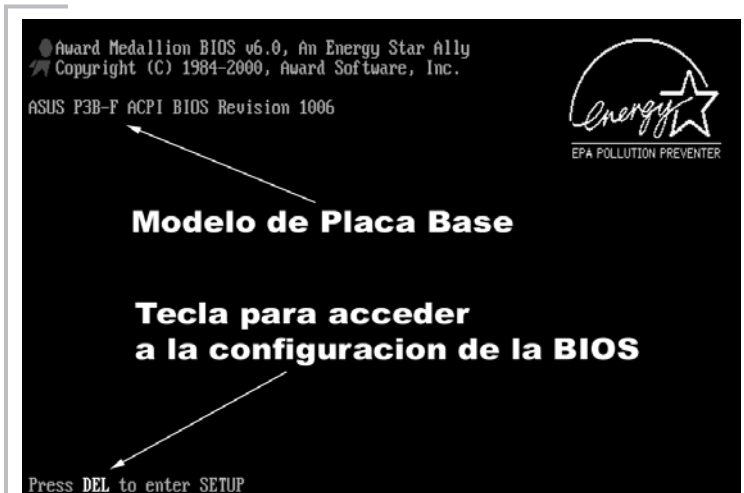 Award Medallion BIOS v6.0, An Energy Star Ally
Copyright (C) 1984-2000, Award Software, Inc.
ASUS P3B-F ACPI BIOS Revision 1006
energy
EPA POLLUTION PREVENTER
Modelo de Placa Base
Tecla para acceder
a la configuracion de la BIOS
Press DEL to enter SETUP